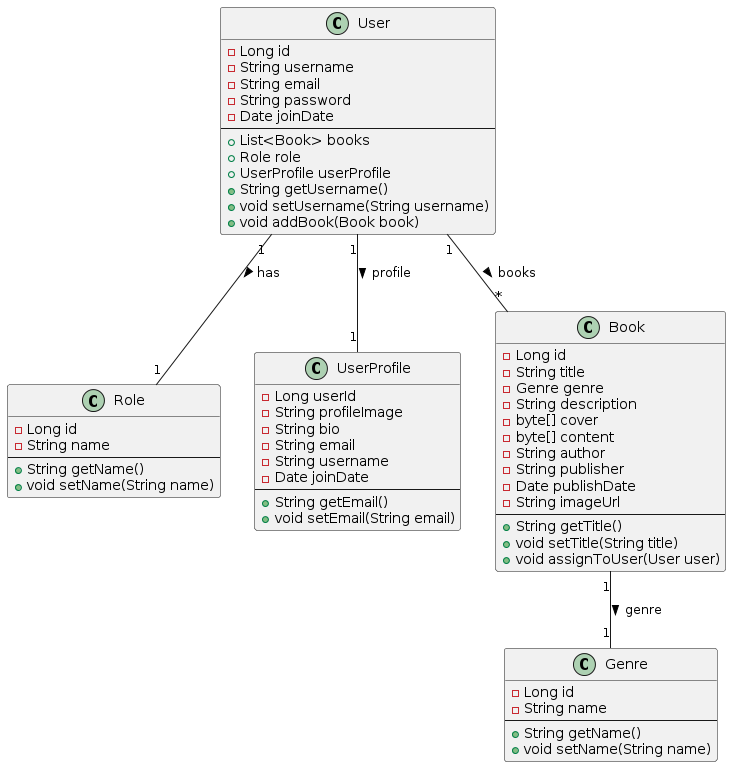 C User
Long id
String username
String email
String password
Date joinDate
List<Book> books
Role role
UserProfile userProfile
String getUsername()
void setUsername(String username)
void addBook(Book book)
1 1 1
has profile books
*
1 1
C Role
Long id
String name
String getName()
void setName(String name)
C UserProfile
Long userId
String profileImage
String bio
String email
String username
Date joinDate
String getEmail()
void setEmail(String email)
C Book
Long id
String title
Genre genre
String description
byte[] cover
byte[] content
String author
String publisher
Date publishDate
String imageUrl
String getTitle()
void setTitle(String title)
void assignToUser(User user)
1
genre
1
C Genre
Long id
String name
String getName()
void setName(String name)